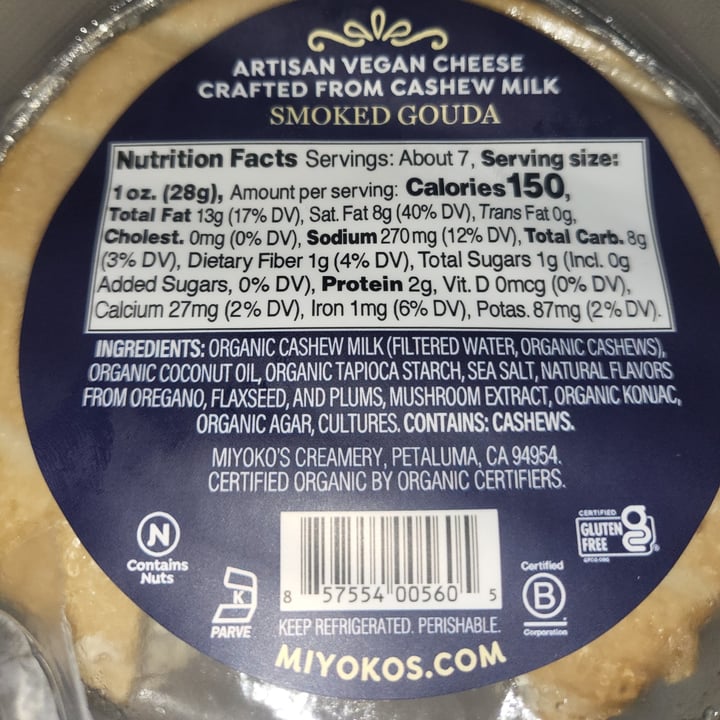 ARTISAN VEGAN CHEESE
CRAFTED FROM CASHEW MILK
SMOKED GOUDA
Nutrition Facts Servings: About 7, Serving size:
1 oz. (28g), Amount per serving: Calories 150,
Total Fat 13g (17% DV), Sat. Fat 8g (40% DV), Trans Fat 0g,
Cholest. 0mg (0% DV), Sodium 270mg (12% DV), Total Carb. 8g
(3% DV), Dietary Fiber 1g (4% DV), Total Sugars 1g (Incl. 0g
Added Sugars, 0% DV), Protein 2g, Vit. D 0mcg (0% DV),
Calcium 27mg (2% DV), Iron 1mg (6% DV), Potas. 87mg (2% DV).
INGREDIENTS: ORGANIC CASHEW MILK (FILTERED WATER, ORGANIC CASHEWS),
ORGANIC COCONUT OIL, ORGANIC TAPIOCA STARCH, SEA SALT, NATURAL FLAVORS
FROM OREGANO, FLAXSEED, AND PLUMS, MUSHROOM EXTRACT, ORGANIC KONJAC,
ORGANIC AGAR, CULTURES. CONTAINS: CASHEWS.
MIYOKO'S CREAMERY, PETALUMA, CA 94954.
CERTIFIED ORGANIC BY ORGANIC CERTIFIERS.
N
Contains
Nuts
K
PARVE
8 57554 00560 5
KEEP REFRIGERATED. PERISHABLE.
MIYOKOS.COM
Certified
B
Corporation
CERTIFIED
GLUTEN
FREE
GFCO.ORG